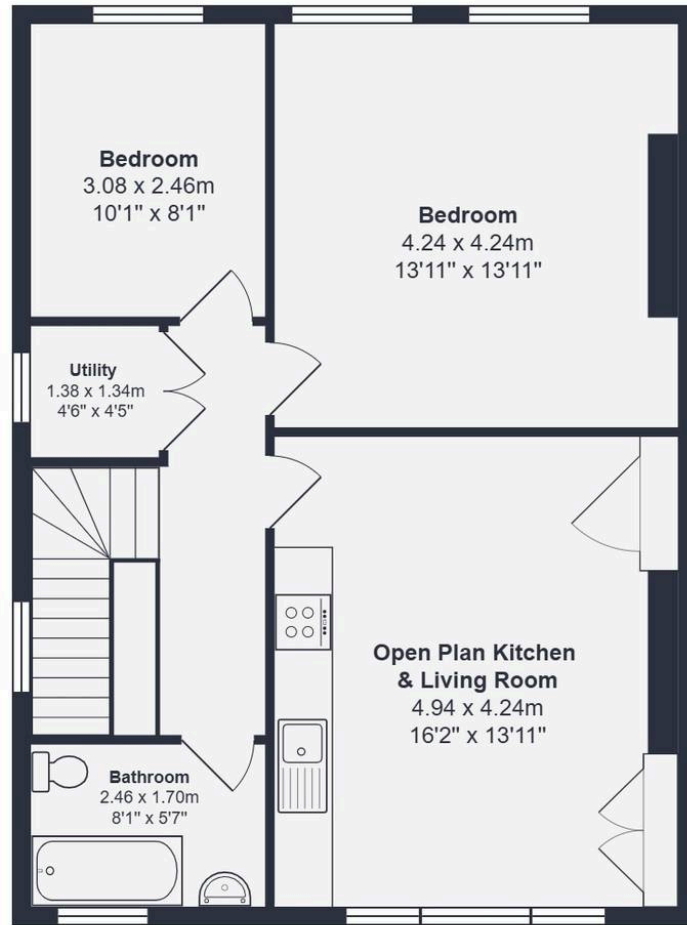 Bedroom
3.08 x 2.46m
10'1" x 8'1"
Bedroom
4.24 x 4.24m
13'11" x 13'11"
Utility
1.38 x 1.34m
4'6" x 4'5"
Open Plan Kitchen
& Living Room
4.94 x 4.24m
16'2" x 13'11"
Bathroom
2.46 x 1.70m
8'1" x 5'7"